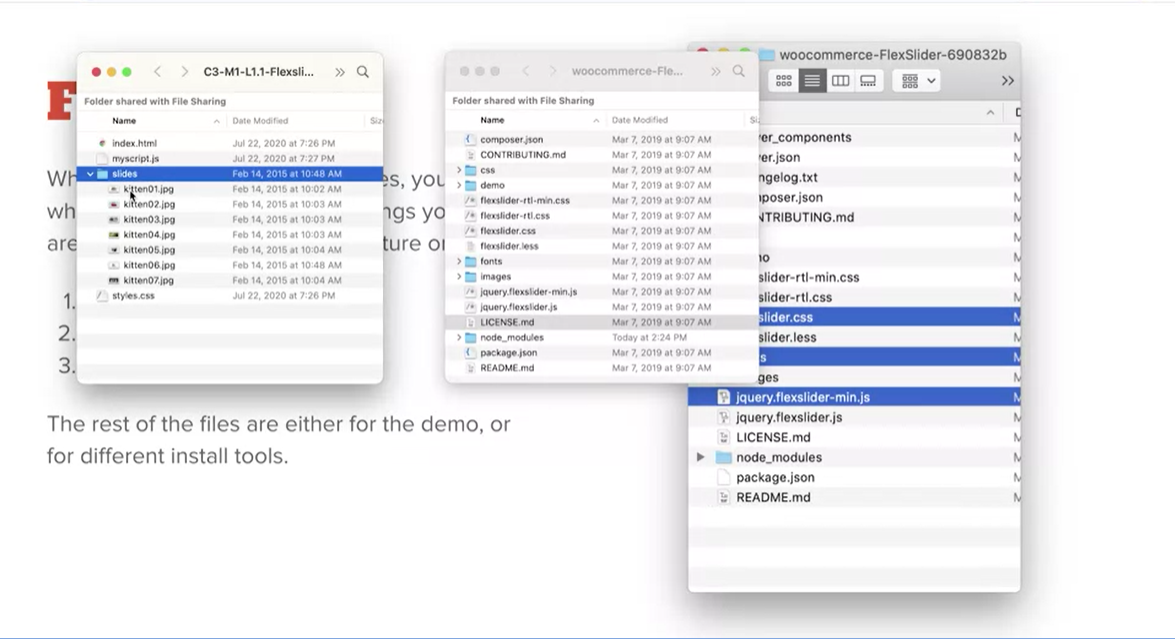 F
Wh
wh
are
1.
2.
3.
es, you
ngs yo
ture or
The rest of the files are either for the demo, or
for different install tools.
C3-M1-L1.1-Flexsli...
Folder shared with File Sharing
Name Date Modified Siz
index.html Jul 22, 2020 at 7:26 PM
myscript.js Jul 22, 2020 at 7:27 PM
slides Feb 14, 2015 at 10:48 AM
kitten01.jpg Feb 14, 2015 at 10:02 AM
kitten02.jpg Feb 14, 2015 at 10:03 AM
kitten03.jpg Feb 14, 2015 at 10:03 AM
kitten04.jpg Feb 14, 2015 at 10:03 AM
kitten05.jpg Feb 14, 2015 at 10:04 AM
kitten06.jpg Feb 14, 2015 at 10:48 AM
kitten07.jpg Feb 14, 2015 at 10:04 AM
styles.css Jul 22, 2020 at 7:26 PM
woocommerce-Fle...
Folder shared with File Sharing
Name Date Modified Si
composer.json Mar 7, 2019 at 9:07 AM
CONTRIBUTING.md Mar 7, 2019 at 9:07 AM
css Mar 7, 2019 at 9:07 AM
demo Mar 7, 2019 at 9:07 AM
flexslider-rtl-min.css Mar 7, 2019 at 9:07 AM
flexslider-rtl.css Mar 7, 2019 at 9:07 AM
flexslider.css Mar 7, 2019 at 9:07 AM
flexslider.less Mar 7, 2019 at 9:07 AM
fonts Mar 7, 2019 at 9:07 AM
images Mar 7, 2019 at 9:07 AM
jquery.flexslider-min.js Mar 7, 2019 at 9:07 AM
jquery.flexslider.js Mar 7, 2019 at 9:07 AM
LICENSE.md Mar 7, 2019 at 9:07 AM
node_modules Today at 2:24 PM
package.json Mar 7, 2019 at 9:07 AM
README.md Mar 7, 2019 at 9:07 AM
woocommerce-FlexSlider-690832b
er_components M
er.json M
ngelog.txt M
poser.json M
NTRIBUTING.md M
M
no M
slider-rtl-min.css M
slider-rtl.css M
slider.css M
slider.less M
s M
ges M
jquery.flexslider-min.js M
jquery.flexslider.js M
LICENSE.md M
node_modules M
package.json M
README.md M